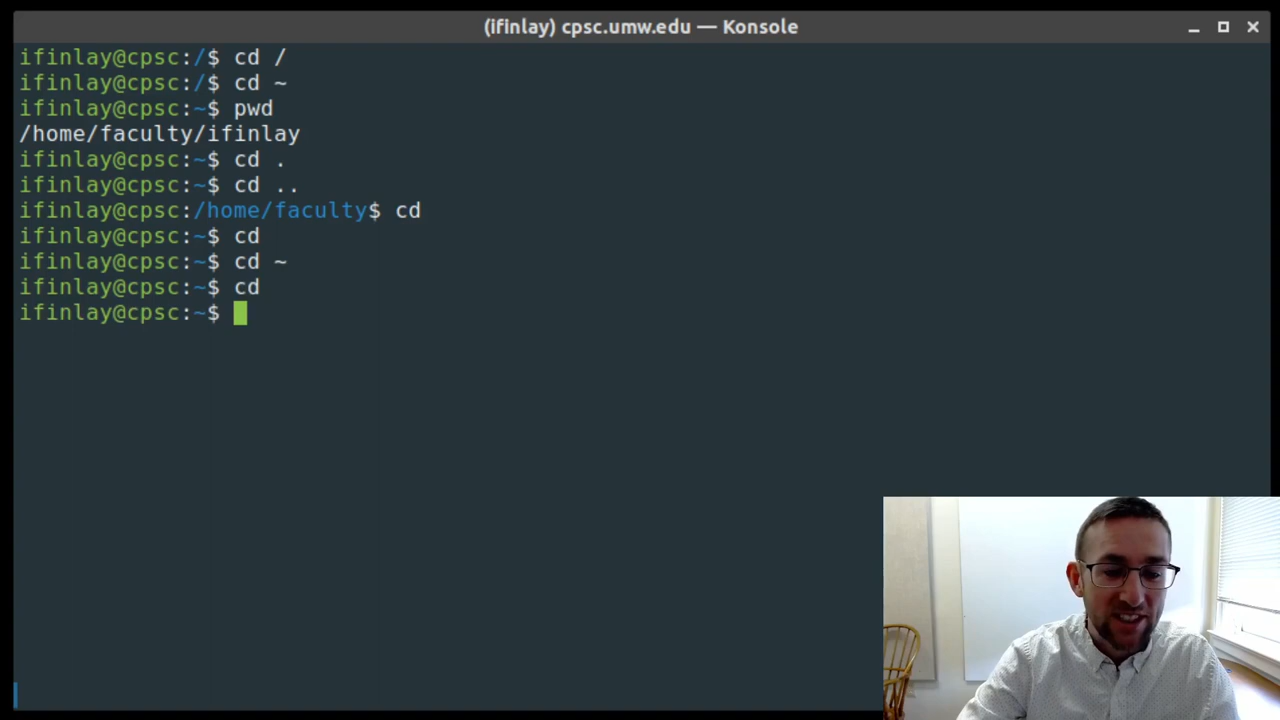 (ifinlay) cpsc.umw.edu — Konsole
ifinlay@cpsc:/$ cd /
ifinlay@cpsc:/$ cd ~
ifinlay@cpsc:~$ pwd
/home/faculty/ifinlay
ifinlay@cpsc:~$ cd .
ifinlay@cpsc:~$ cd ..
ifinlay@cpsc:/home/faculty$ cd
ifinlay@cpsc:~$ cd
ifinlay@cpsc:~$ cd ~
ifinlay@cpsc:~$ cd
ifinlay@cpsc:~$